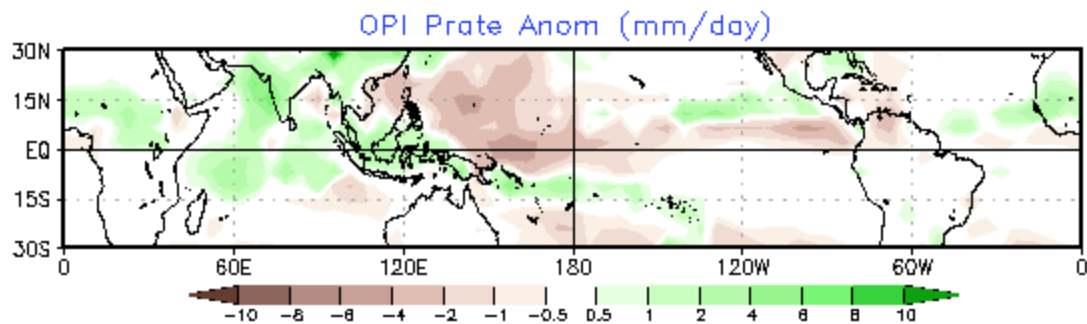 OPI Prate Anom (mm/day)
30N
15N
EQ
15S
30S
0 60E 120E 180 120W 60W 0
-10 -8 -6 -4 -2 -1 -0.5 0.5 1 2 4 6 8 10